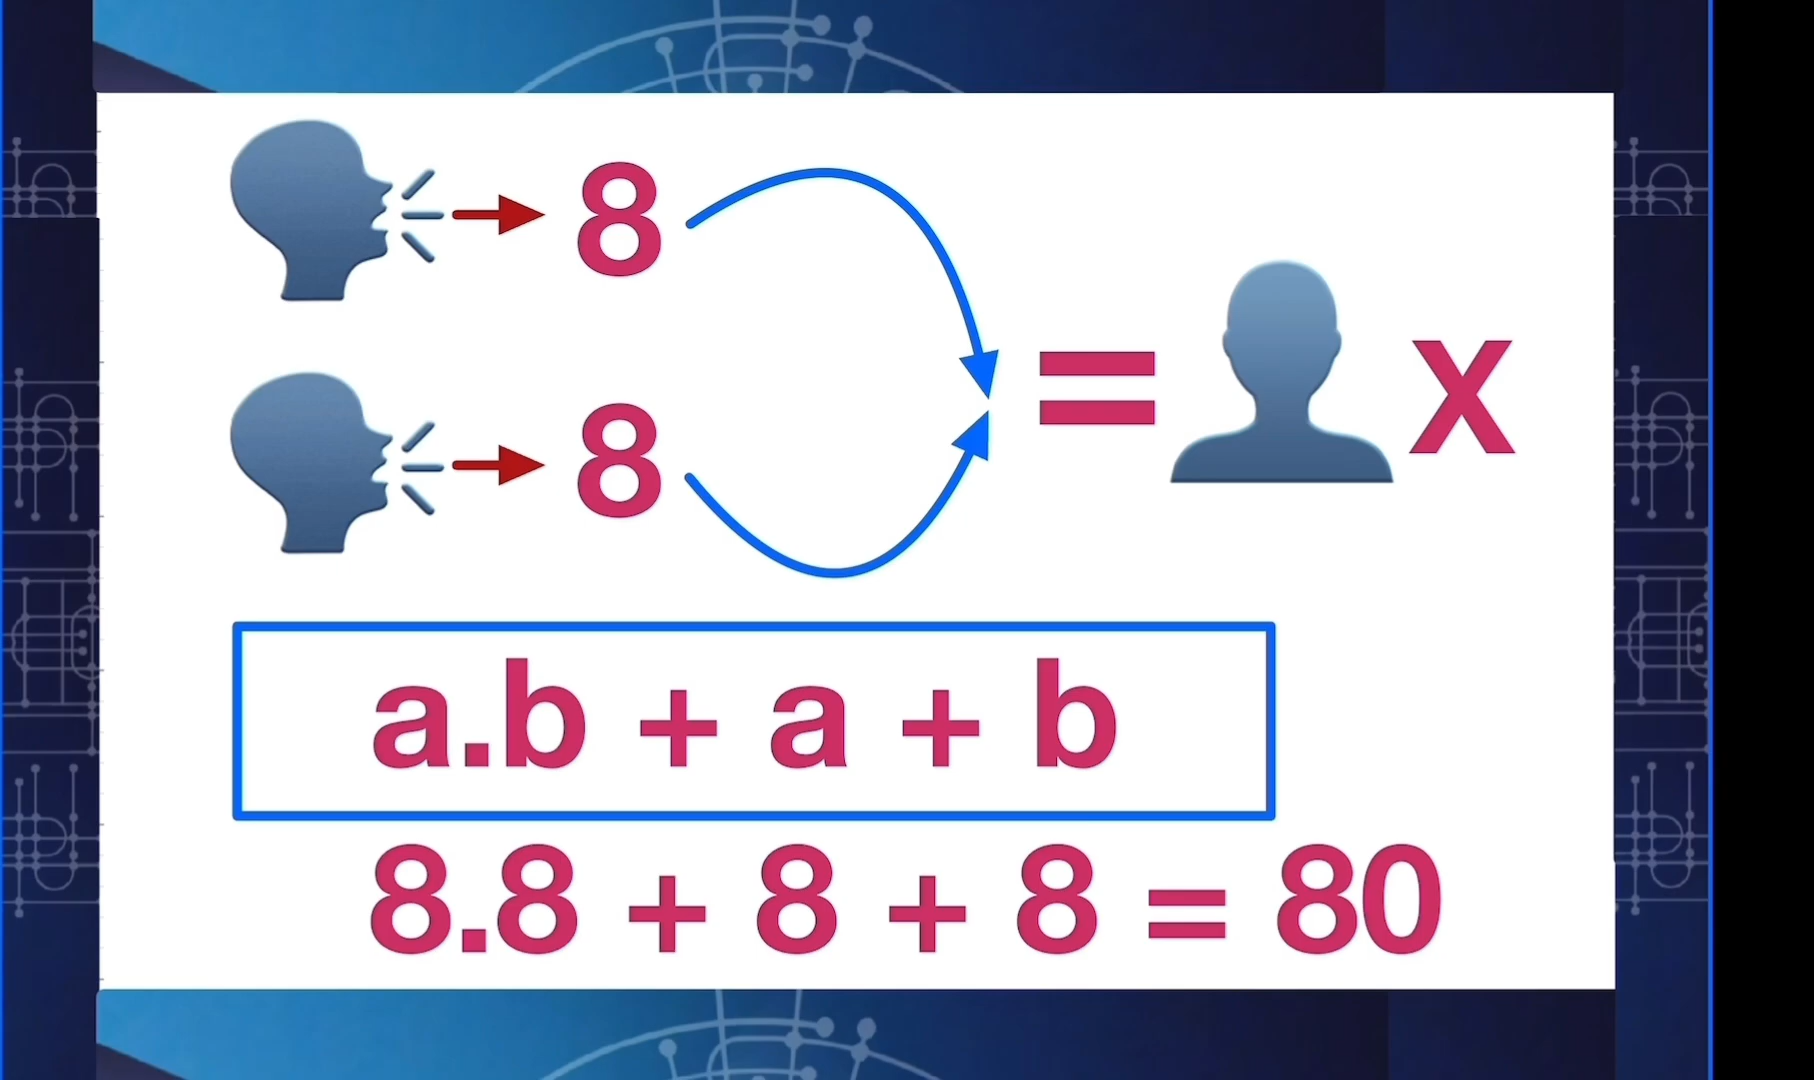 8
8
= x
a.b + a + b
8.8 + 8 + 8 = 80